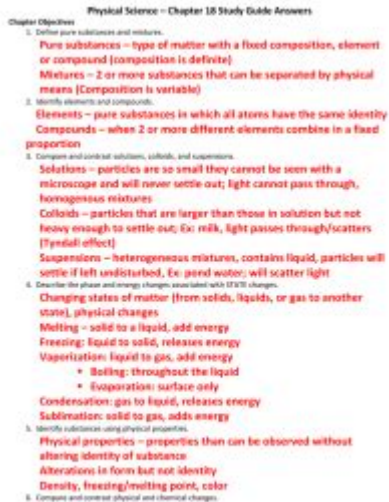 Physical Science – Chapter 18 Study Guide Answers
Chapter Objectives
1. Define pure substances and mixtures.
Pure substances – type of matter with a fixed composition, element
or compound (composition is definite)
Mixtures – 2 or more substances that can be separated by physical
means (Composition is variable)
2. Identify elements and compounds.
Elements – pure substances in which all atoms have the same identity
Compounds – when 2 or more different elements combine in a fixed
proportion
3. Compare and contrast solutions, colloids, and suspensions.
Solutions – particles are so small they cannot be seen with a
microscope and will never settle out; light cannot pass through,
homogenous mixtures
Colloids – particles that are larger than those in solution but not
heavy enough to settle out; Ex: milk, light passes through/scatters
(Tyndall effect)
Suspensions – heterogeneous mixtures, contains liquid, particles will
settle if left undisturbed, Ex: pond water; will scatter light
4. Describe the phase and energy changes associated with STATE changes.
Changing states of matter (from solids, liquids, or gas to another
state), physical changes
Melting – solid to a liquid, add energy
Freezing: liquid to solid, releases energy
Vaporization: liquid to gas, add energy
• Boiling: throughout the liquid
• Evaporation: surface only
Condensation: gas to liquid, releases energy
Sublimation: solid to gas, adds energy
5. Identify substances using physical properties.
Physical properties – properties than can be observed without
altering identity of substance
Alterations in form but not identity
Density, freezing/melting point, color
6. Compare and contrast physical and chemical changes.